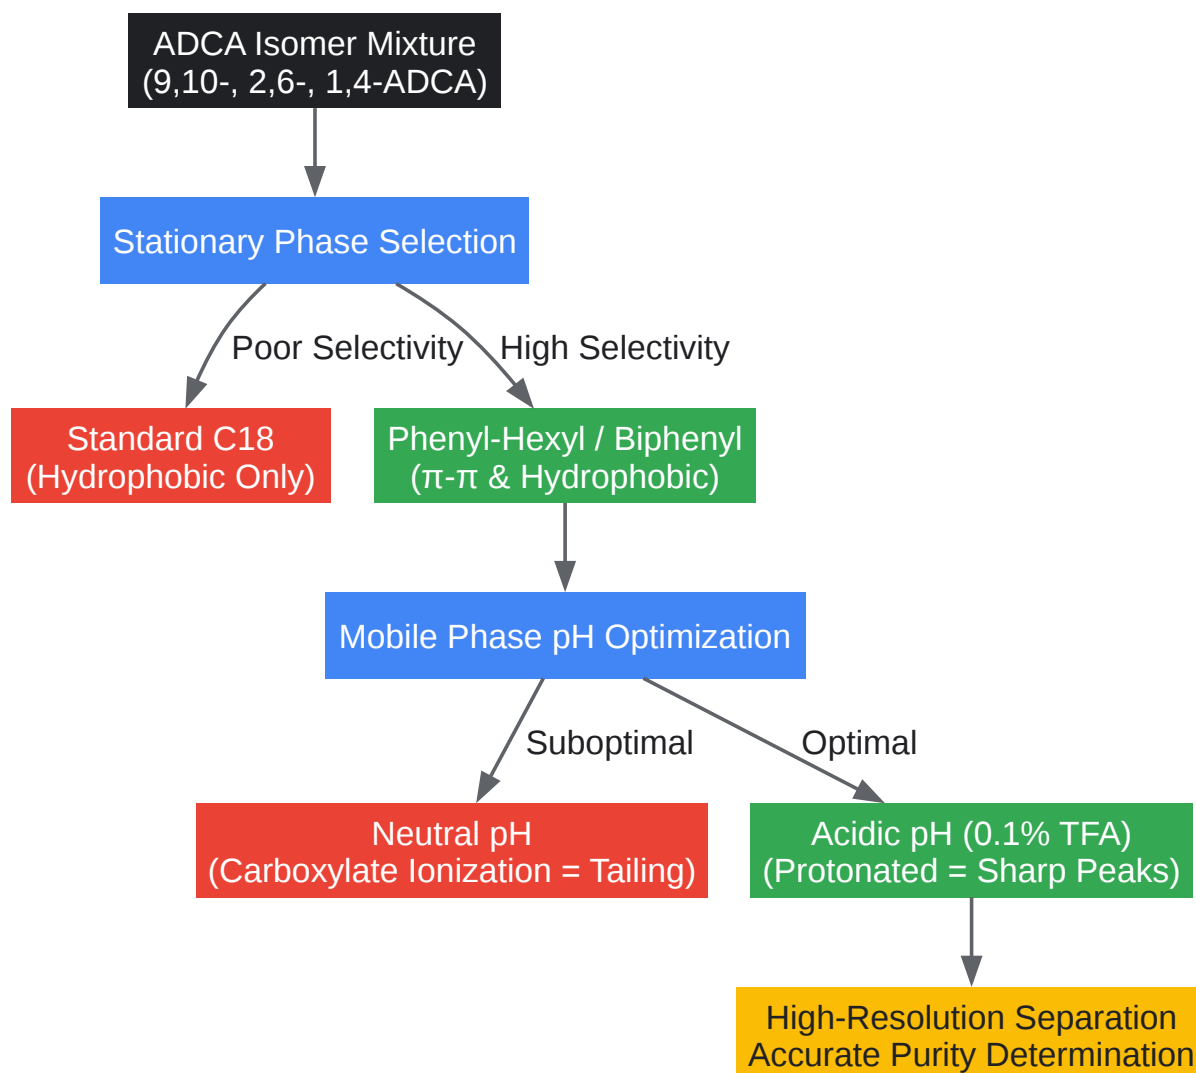 ADCA Isomer Mixture
(9,10-, 2,6-, 1,4-ADCA)
Stationary Phase Selection
Poor Selectivity
High Selectivity
Standard C18
(Hydrophobic Only)
Phenyl-Hexyl / Biphenyl
(π-π & Hydrophobic)
Mobile Phase pH Optimization
Suboptimal
Optimal
Neutral pH
(Carboxylate Ionization = Tailing)
Acidic pH (0.1% TFA)
(Protonated = Sharp Peaks)
High-Resolution Separation
Accurate Purity Determination